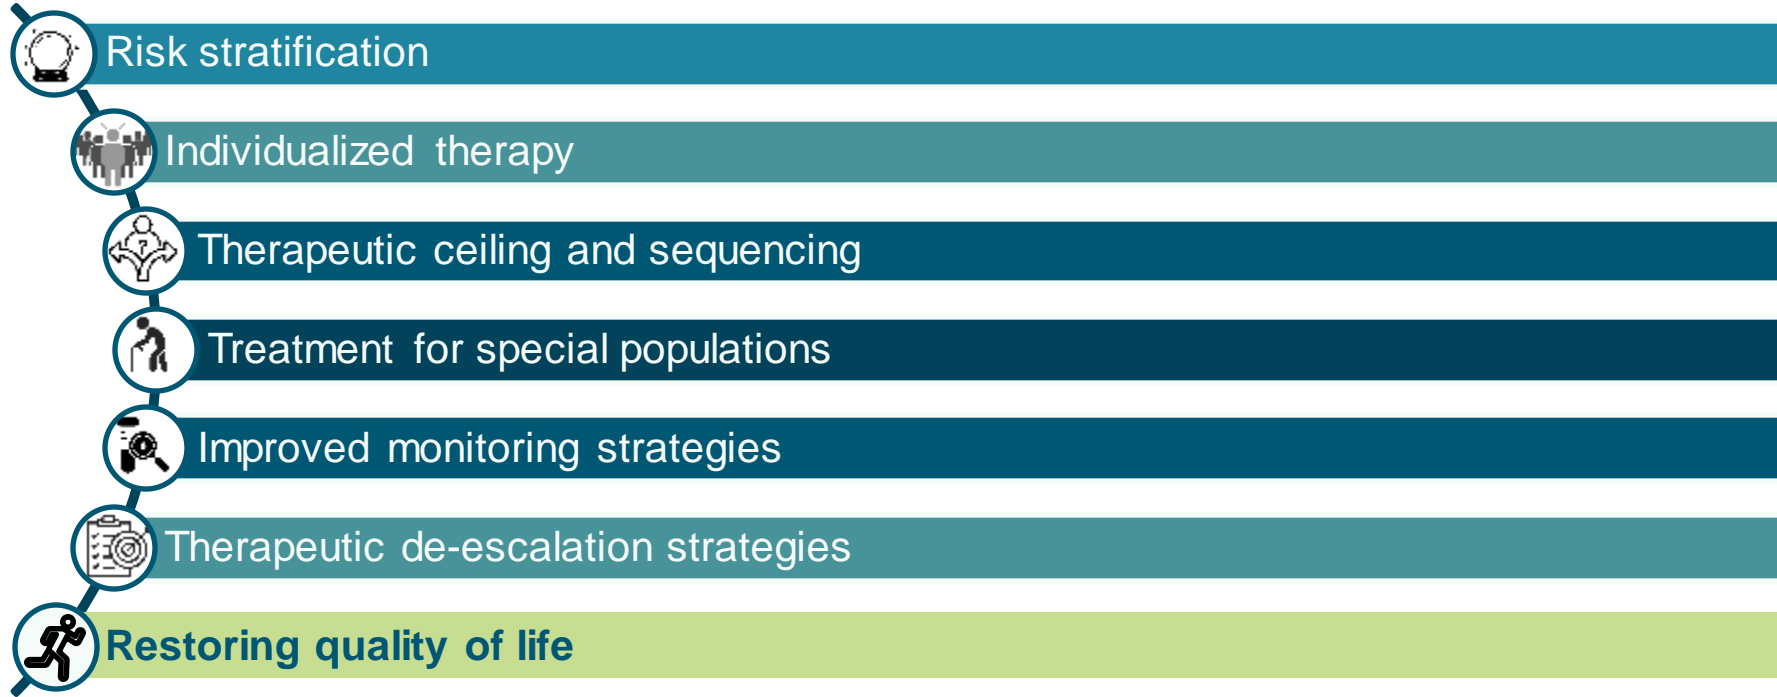 Risk stratification
Individualized therapy
Therapeutic ceiling and sequencing
Treatment for special populations
Improved monitoring strategies
Therapeutic de-escalation strategies
Restoring quality of life